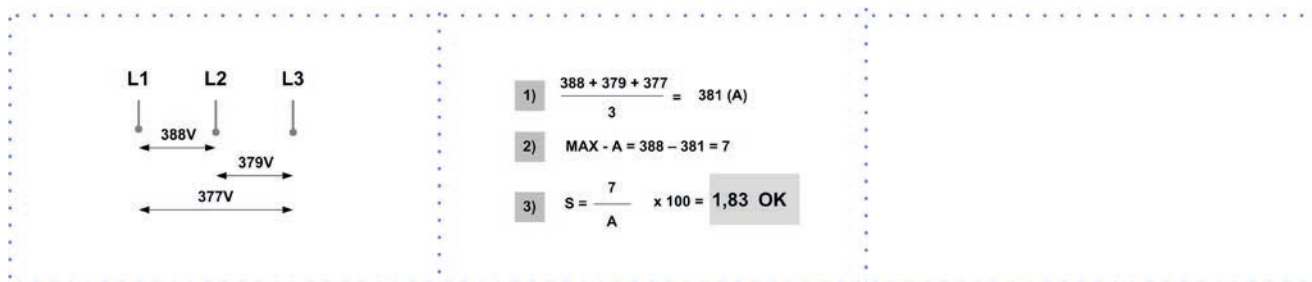 L1 L2 L3
388V
379V
377V
1) 388 + 379 + 377
3
= 381 (A)
2) MAX - A = 388 – 381 = 7
3) S = 7
A
x 100 = 1,83 OK